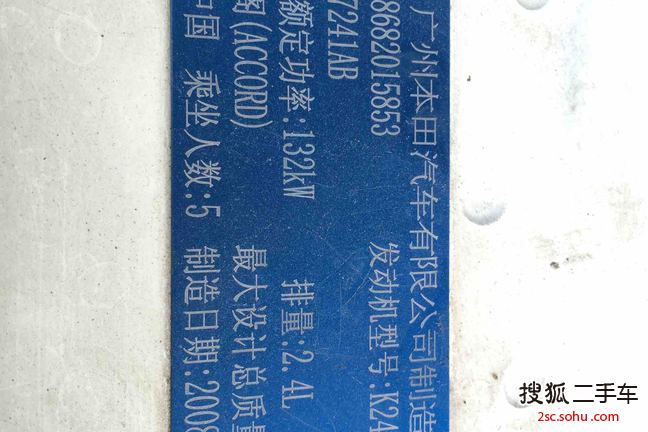 广州本田汽车有限公司制造
8682015853 发动机型号:K24
7241AB
额定功率:132kW 排量:2.4L
阁(ACCORD) 最大设计总质量
中国 乘坐人数:5 制造日期:2008
搜狐 二手车
2sc.sohu.com